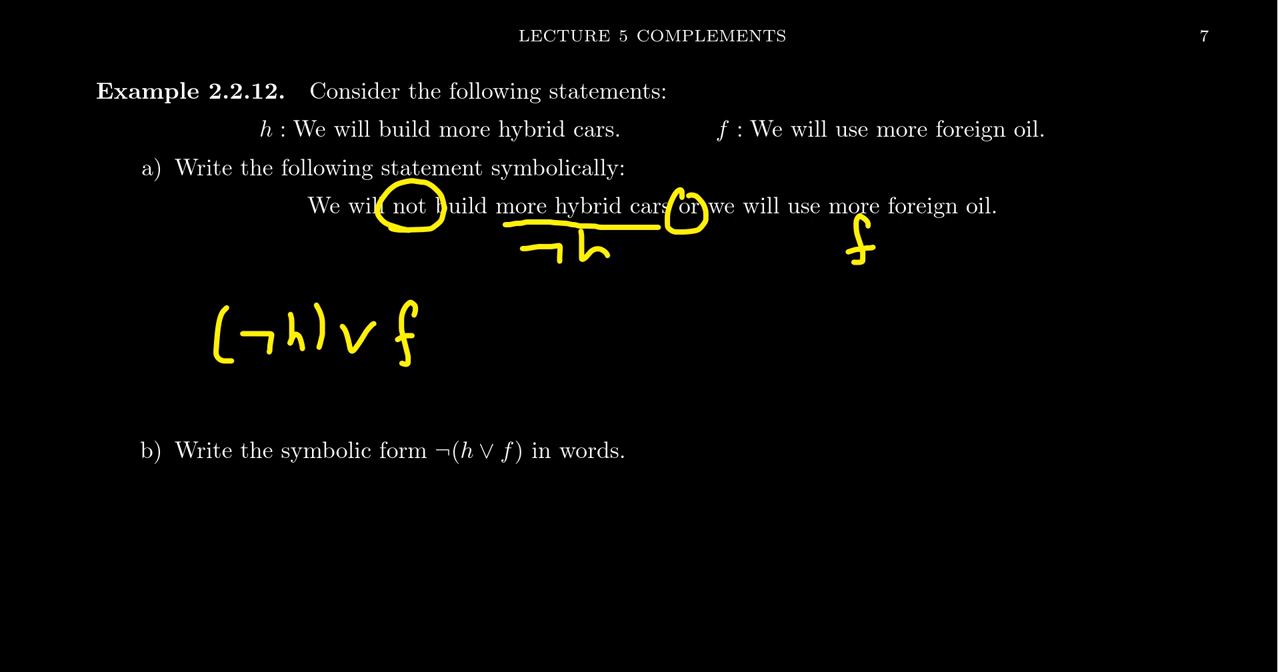 LECTURE 5 COMPLEMENTS 7
Example 2.2.12. Consider the following statements:
h : We will build more hybrid cars. f : We will use more foreign oil.
a) Write the following statement symbolically:
We will not build more hybrid cars or we will use more foreign oil.
¬h f
(¬h) ∨ f
b) Write the symbolic form ¬(h ∨ f) in words.